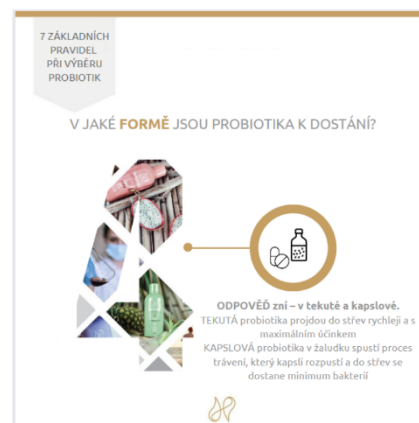 7 ZÁKLADNÍCH
PRAVIDEL
PŘI VÝBĚRU
PROBIOTIK
V JAKÉ FORMĚ JSOU PROBIOTIKA K DOSTÁNÍ?
ODPOVĚĎ zní – v tekuté a kapslové.
TEKUTÁ probiotika projdou do střev rychleji a s
maximálním účinkem
KAPSLOVÁ probiotika v žaludku spustí proces
trávení, který kapsli rozpustí a do střev se
dostane minimum bakterií